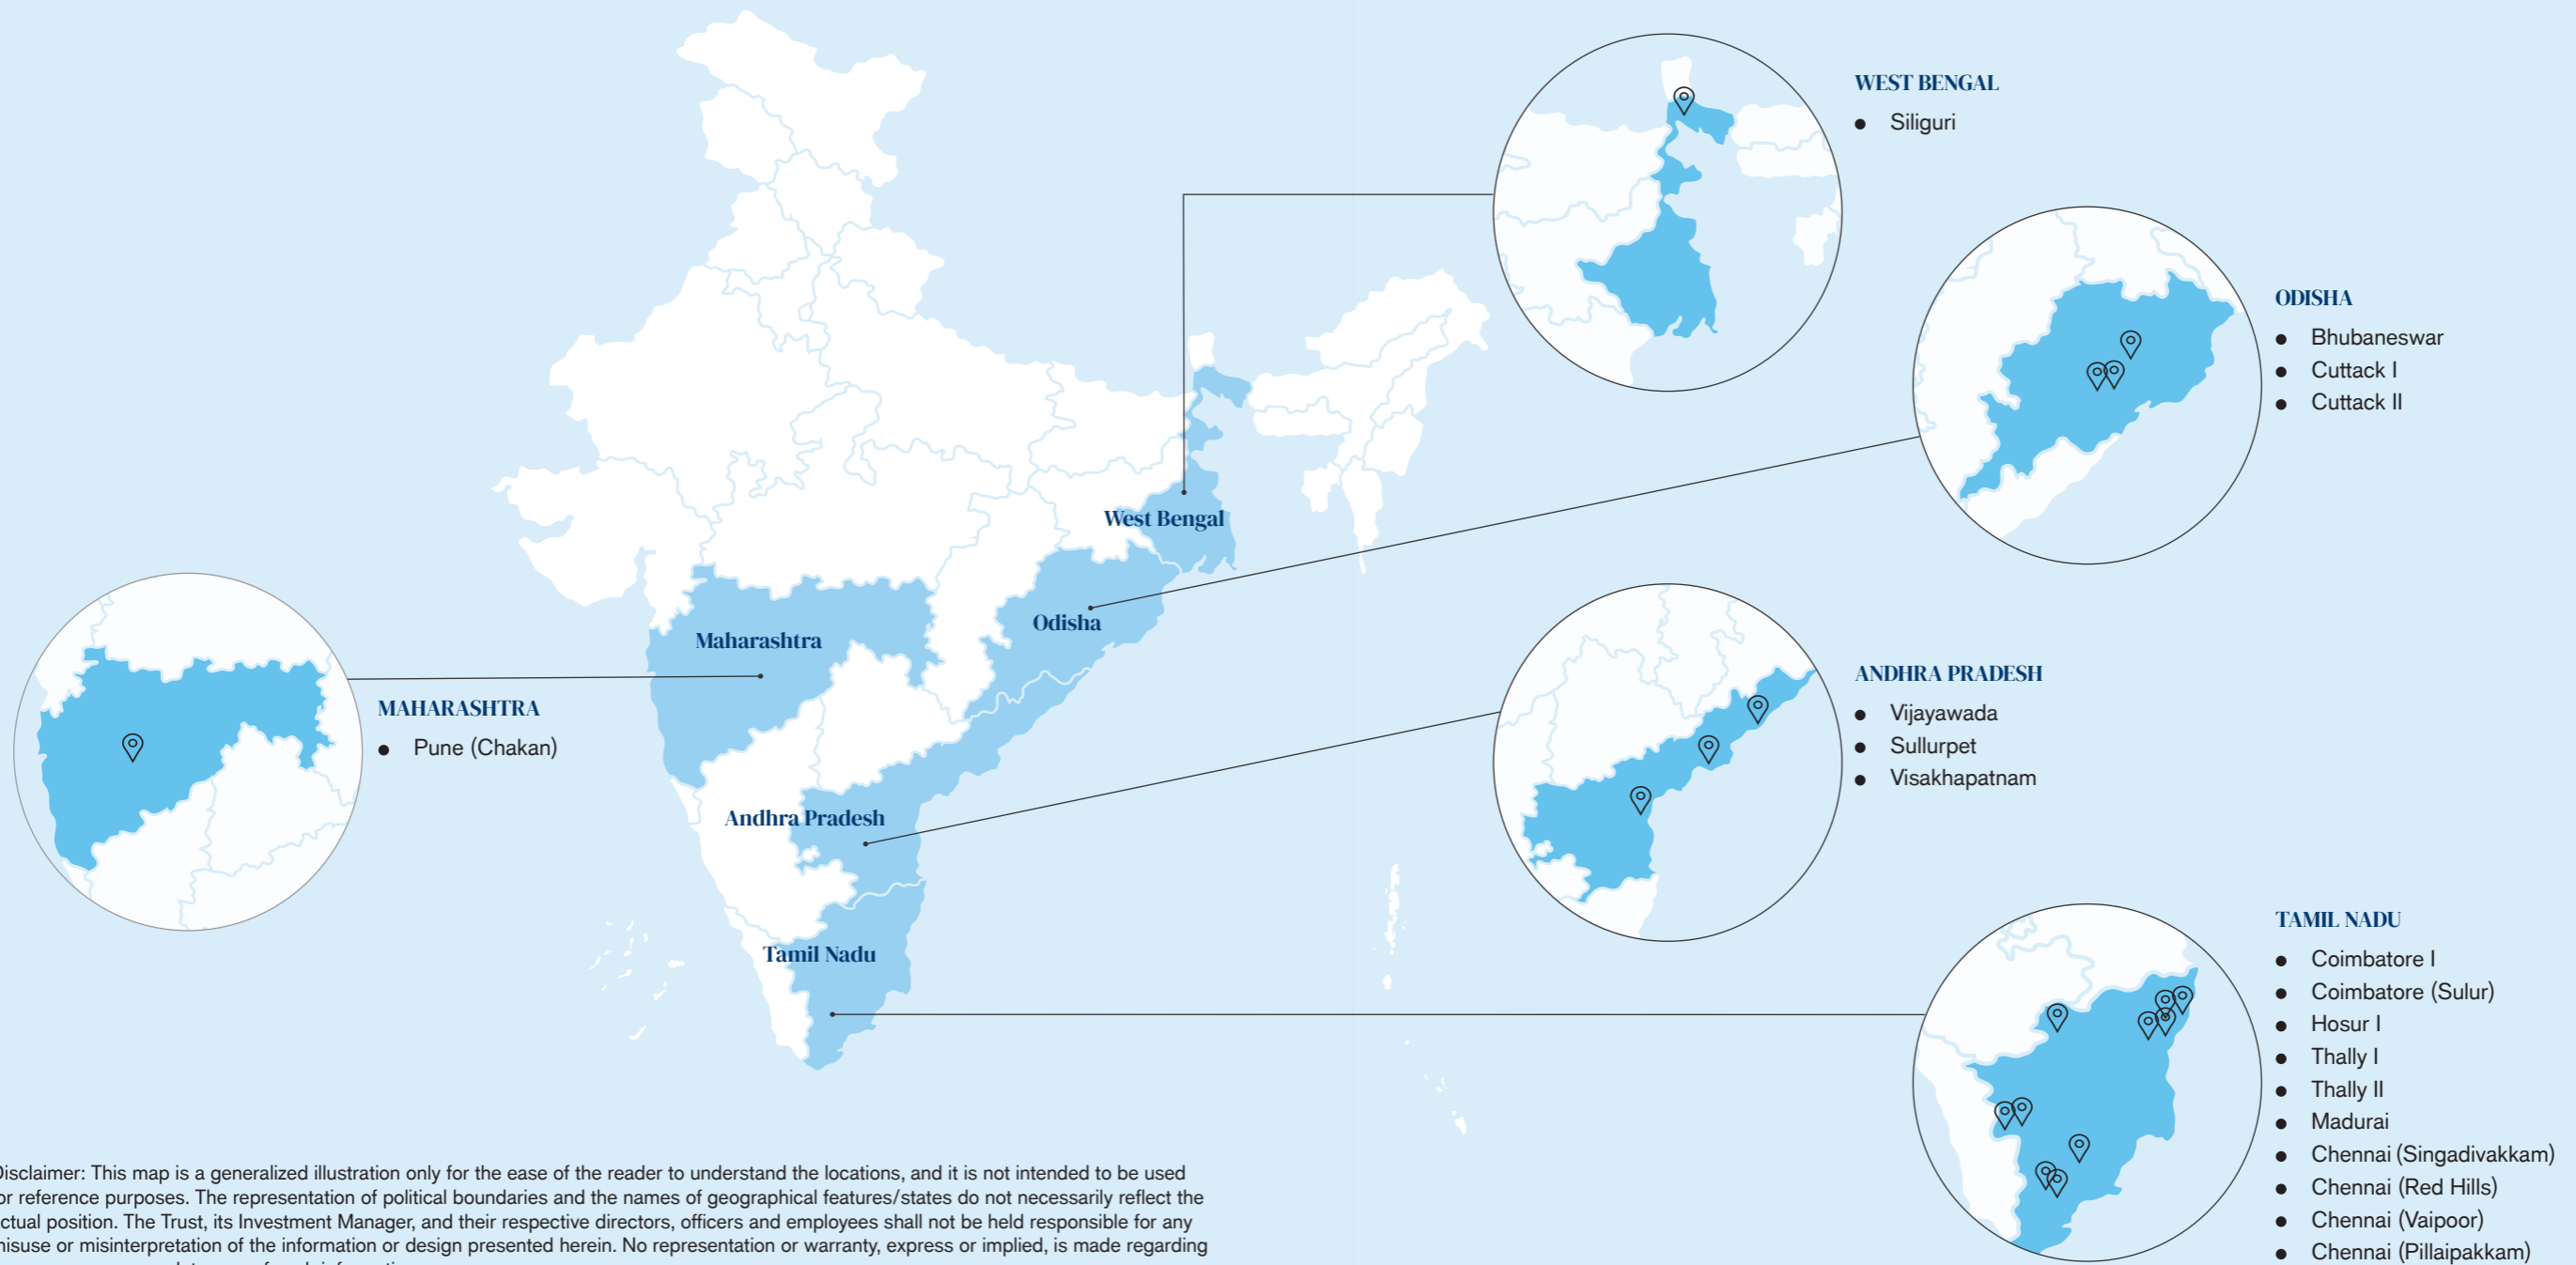 WEST BENGAL
● Siliguri
ODISHA
● Bhubaneswar
● Cuttack I
● Cuttack II
West Bengal
Odisha
Maharashtra
MAHARASHTRA
● Pune (Chakan)
ANDHRA PRADESH
● Vijayawada
● Sullurpet
● Visakhapatnam
Andhra Pradesh
Tamil Nadu
TAMIL NADU
● Coimbatore I
● Coimbatore (Sulur)
● Hosur I
● Thally I
● Thally II
● Madurai
● Chennai (Singadivakkam)
● Chennai (Red Hills)
● Chennai (Vaipoor)
● Chennai (Pillaipakkam)
Disclaimer: This map is a generalized illustration only for the ease of the reader to understand the locations, and it is not intended to be used
or reference purposes. The representation of political boundaries and the names of geographical features/states do not necessarily reflect the
ctual position. The Trust, its Investment Manager, and their respective directors, officers and employees shall not be held responsible for any
nisuse or misinterpretation of the information or design presented herein. No representation or warranty, express or implied, is made regarding